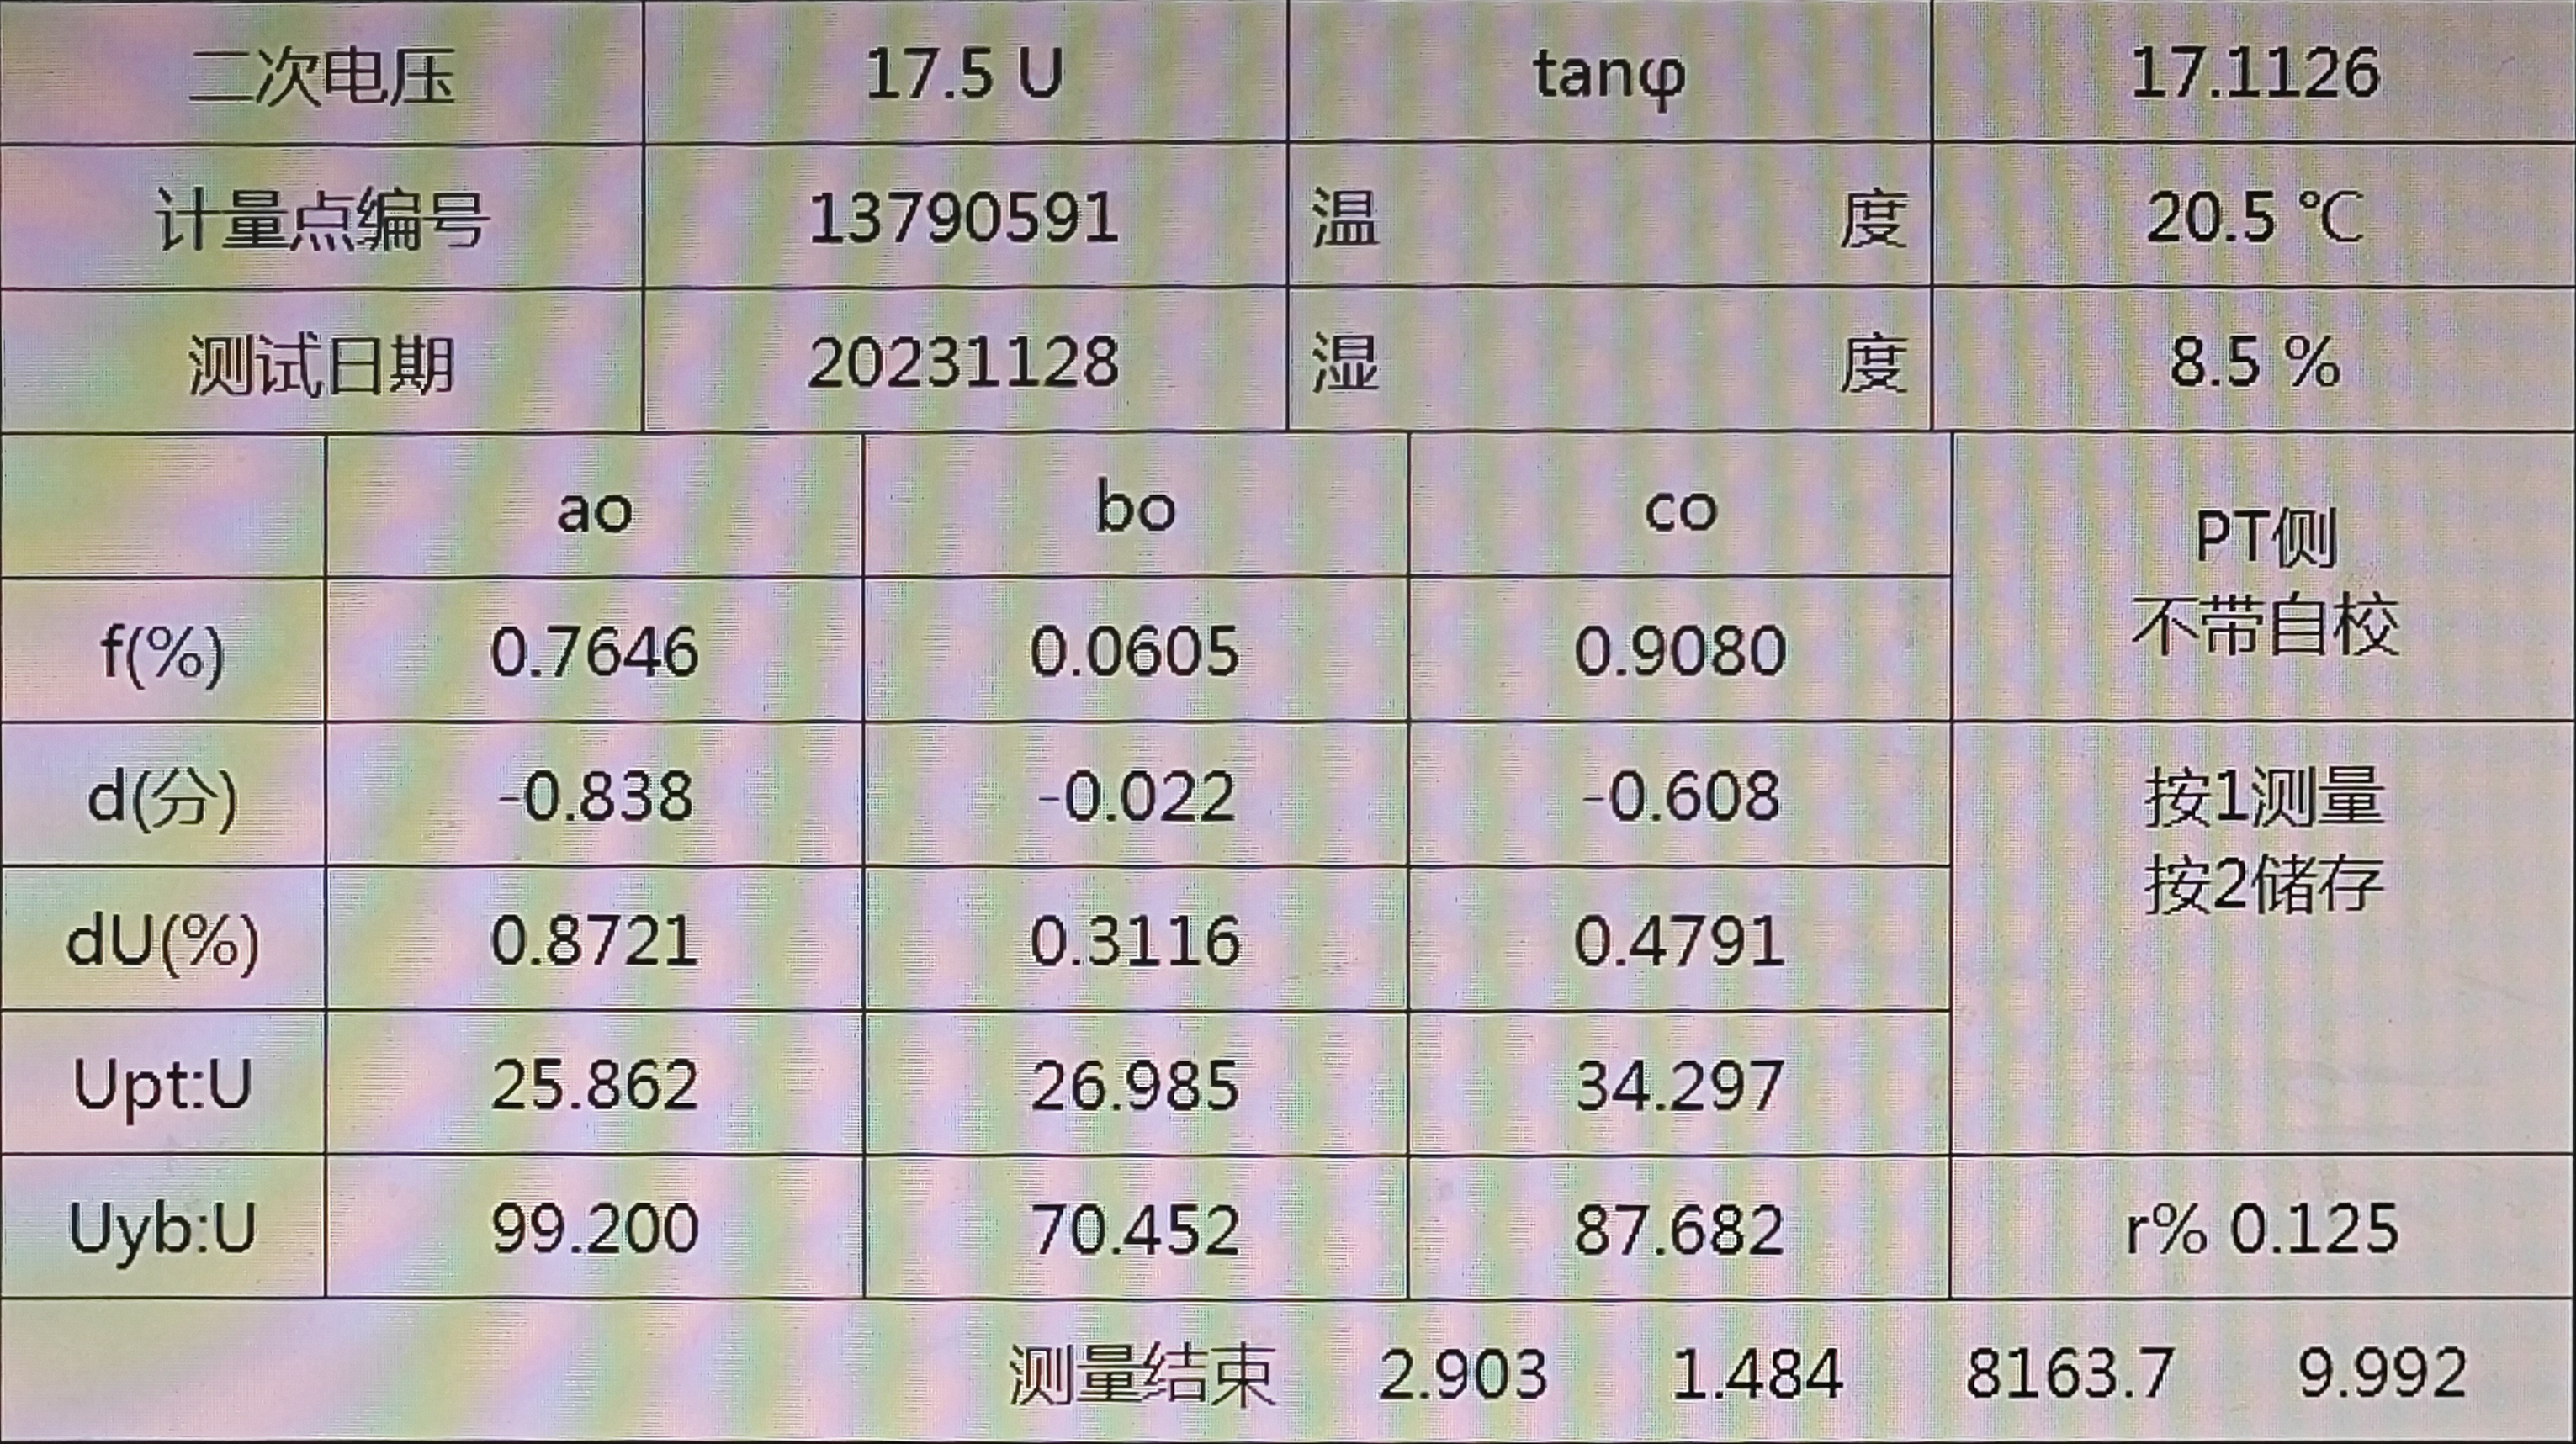 二次电压 17.5 U tanφ 17.1126
计量点编号 13790591 温 度 20.5 ℃
测试日期 20231128 湿 度 8.5 %
ao bo co
PT侧
不带自校
f(%) 0.7646 0.0605 0.9080
d(分) -0.838 -0.022 -0.608
按1测量
按2储存
dU(%) 0.8721 0.3116 0.4791
Upt:U 25.862 26.985 34.297
Uyb:U 99.200 70.452 87.682 r% 0.125
测量结束 2.903 1.484 8163.7 9.992